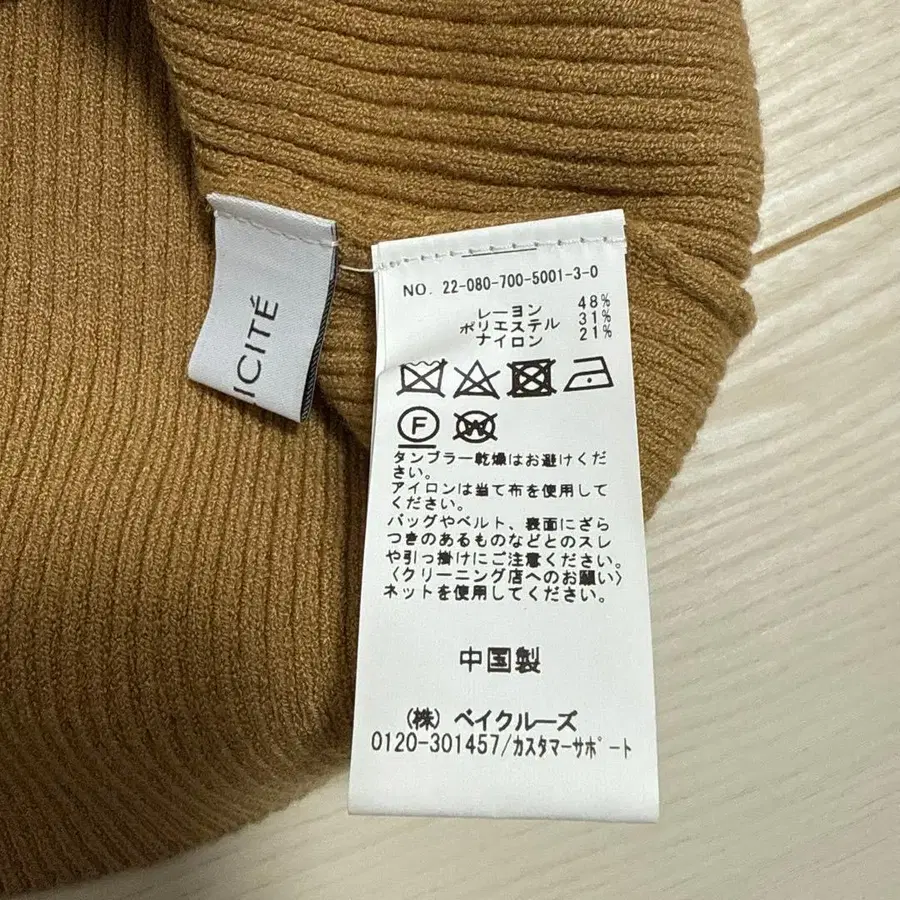 ICITÉ
NO. 22-080-700-5001-3-0
レーヨン 48%
ポリエステル 31%
ナイロン 21%
F
W
タンブラー乾燥はお避けくだ
さい。
アイロンは当て布を使用して
ください。
バッグやベルト、表面にざら
つきのあるものなどとのスレ
や引っ掛けにご注意ください。
〈クリーニング店へのお願い〉
ネットを使用してください。
中国製
(株) ベイクルーズ
0120-301457/カスタマーサポート